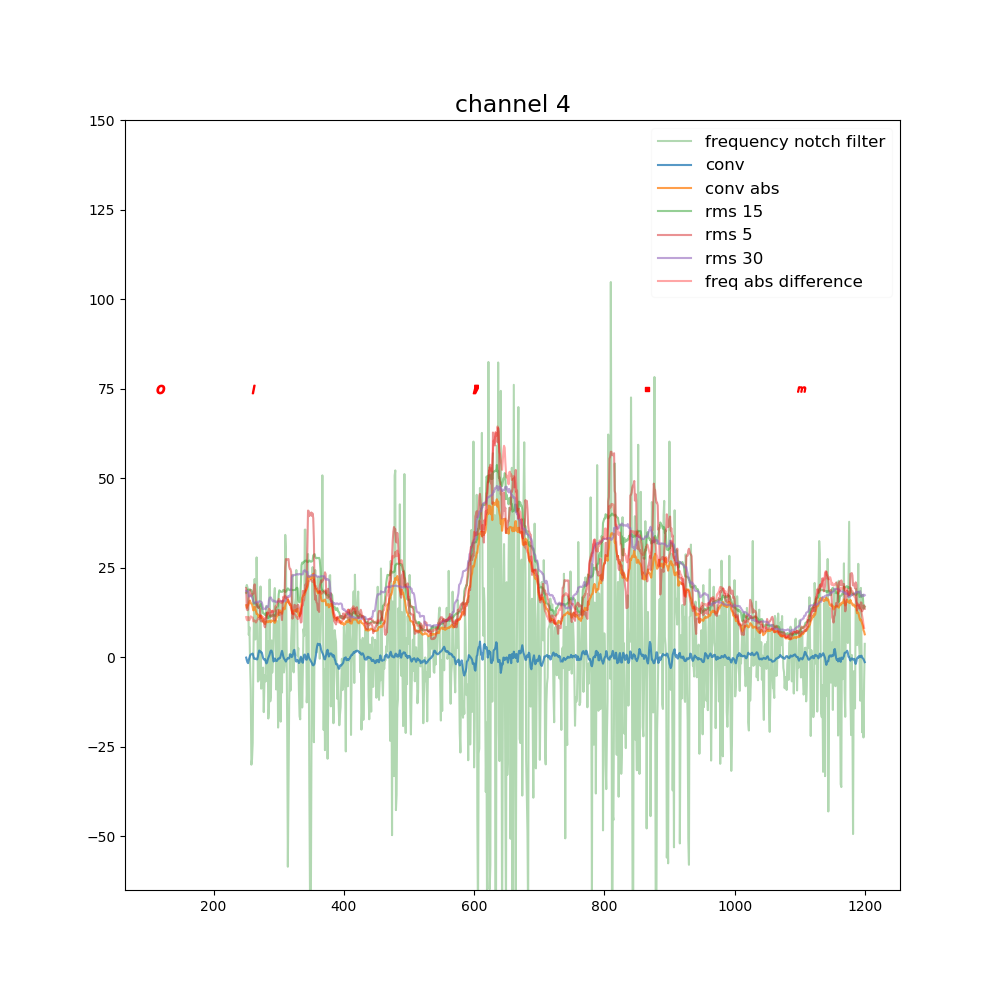 channel 4
150
125
100
75
50
25
0
−25
−50
200 400 600 800 1000 1200
frequency notch filter
conv
conv abs
rms 15
rms 5
rms 30
freq abs difference
o l m